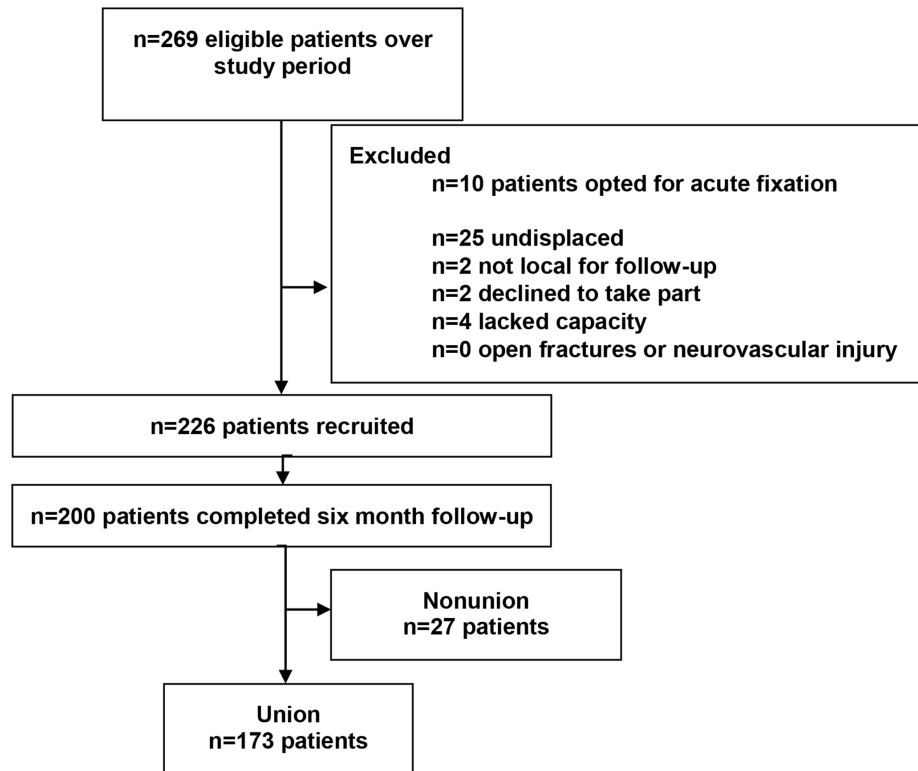 n=269 eligible patients over
study period
Excluded
n=10 patients opted for acute fixation
n=25 undisplaced
n=2 not local for follow-up
n=2 declined to take part
n=4 lacked capacity
n=0 open fractures or neurovascular injury
n=226 patients recruited
n=200 patients completed six month follow-up
Nonunion
n=27 patients
Union
n=173 patients